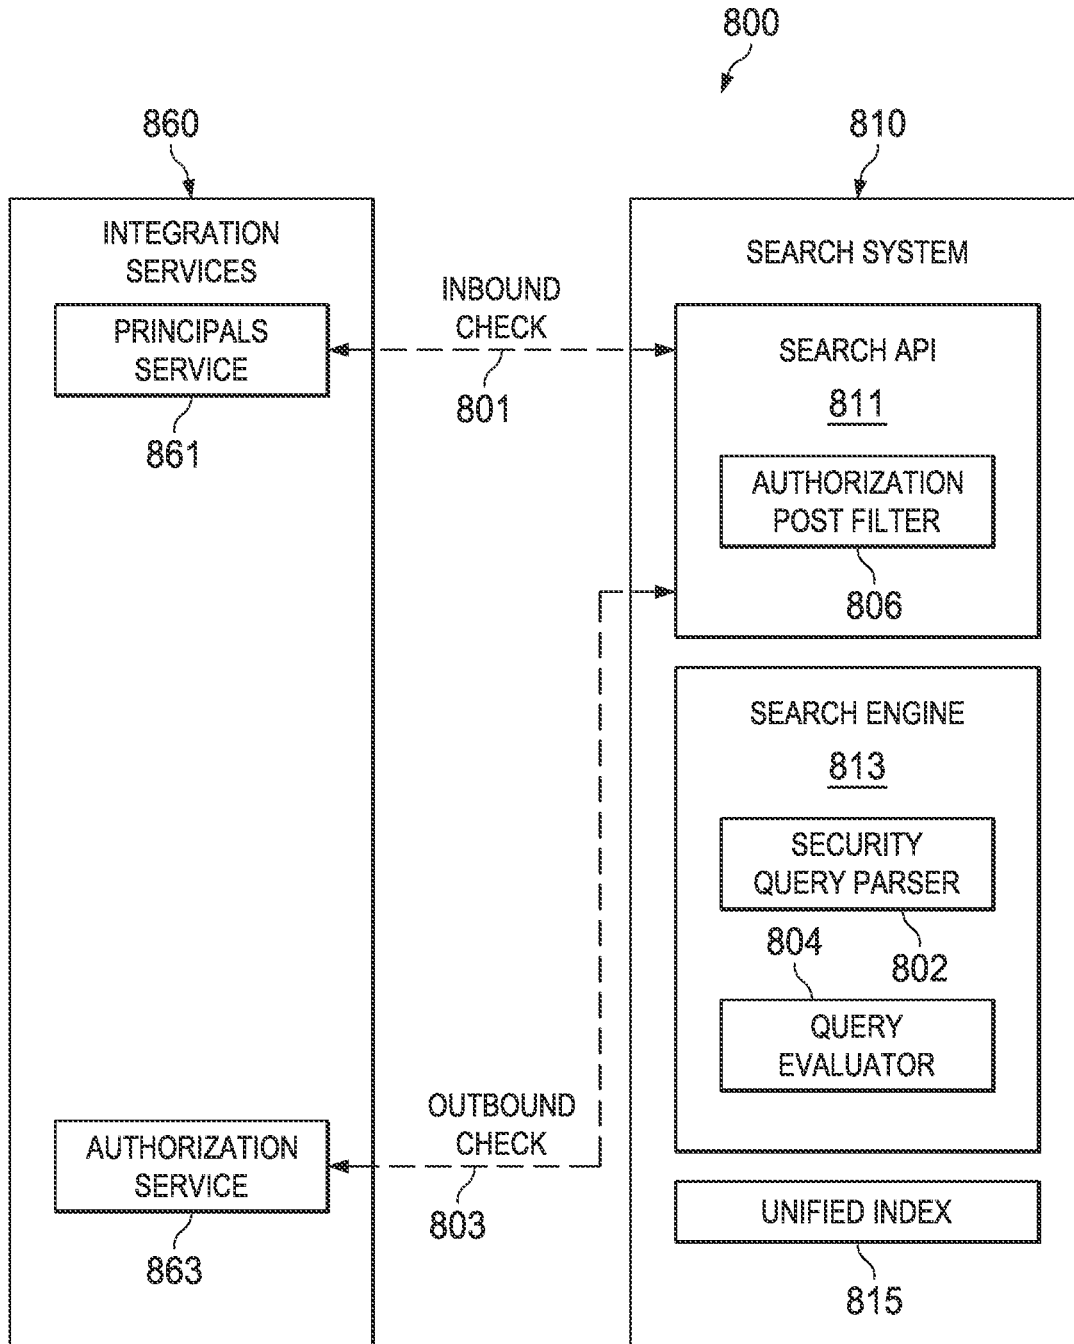 800
860
810
INTEGRATION
SERVICES
SEARCH SYSTEM
PRINCIPALS
SERVICE
861
INBOUND
CHECK
801
SEARCH API
811
AUTHORIZATION
POST FILTER
806
SEARCH ENGINE
813
SECURITY
QUERY PARSER
802
804
QUERY
EVALUATOR
OUTBOUND
CHECK
803
AUTHORIZATION
SERVICE
863
UNIFIED INDEX
815